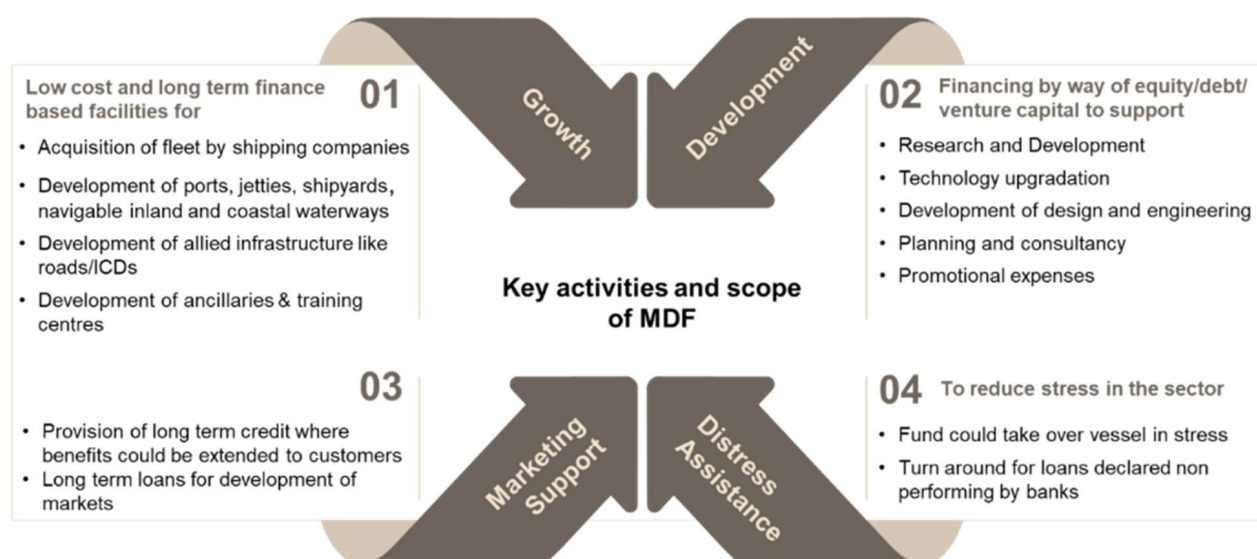 Low cost and long term finance
based facilities for
01
• Acquisition of fleet by shipping companies
• Development of ports, jetties, shipyards,
navigable inland and coastal waterways
• Development of allied infrastructure like
roads/ICDs
• Development of ancillaries & training
centres
Growth
Development
02
Financing by way of equity/debt/
venture capital to support
• Research and Development
• Technology upgradation
• Development of design and engineering
• Planning and consultancy
• Promotional expenses
Key activities and scope
of MDF
03
• Provision of long term credit where
benefits could be extended to customers
• Long term loans for development of
markets
Marketing
Support
Distress
Assistance
04
To reduce stress in the sector
• Fund could take over vessel in stress
• Turn around for loans declared non
performing by banks